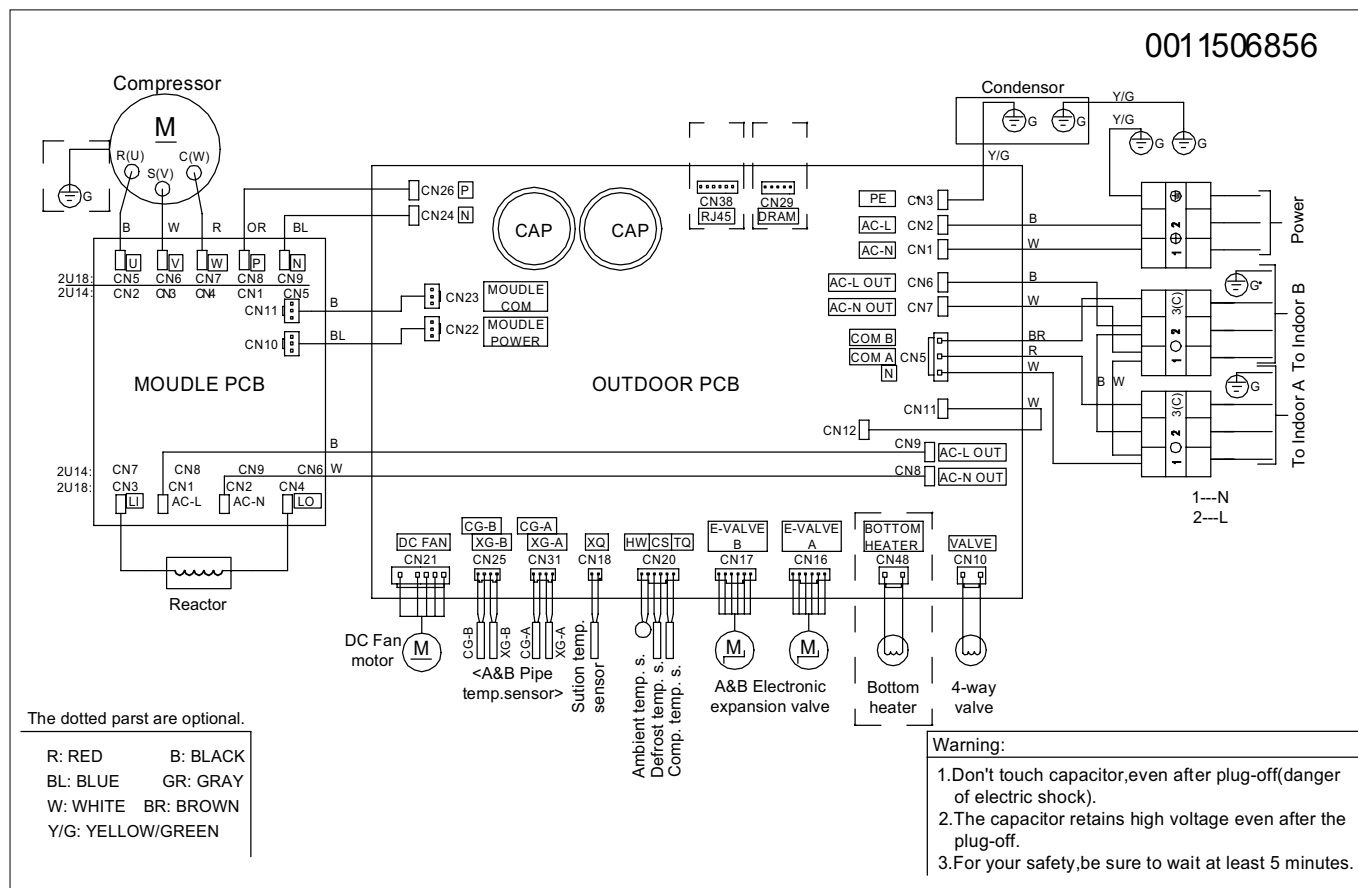 0011506856
Compressor
M
R(U)
C(W)
S(V)
G
B W R OR BL
U V W P N
2U18: CN5 CN6 CN7 CN8 CN9
2U14: CN2 CN3 CN4 CN1 CN5
CN11
B
CN10
BL
MOUDLE PCB
2U14: CN7 CN8 CN9 CN6
2U18: CN3 CN1 CN2 CN4
LI AC-L AC-N LO
B
W
Reactor
CN26 P
CN24 N
CAP
CAP
CN38
RJ45
CN29
DRAM
CN23
MOUDLE
COM
CN22
MOUDLE
POWER
OUTDOOR PCB
PE CN3
AC-L CN2
AC-N CN1
AC-L OUT CN6
AC-N OUT CN7
COM B
COM A CN5
N
CN11
CN12
CN9
AC-L OUT
CN8
AC-N OUT
Condensor
G
G
Y/G
Y/G
Y/G
G
G
B
W
B
W
BR
R
W
W
B W
1 2
Power
G
1 2 3(C)
To Indoor B
G
1 2 3(C)
To Indoor A
1---N
2---L
DC FAN
CN21
CG-B
XG-B
CN25
CG-A
XG-A
CN31
XQ
CN18
HW CS TQ
CN20
E-VALVE
B
CN17
E-VALVE
A
CN16
BOTTOM
HEATER
CN48
VALVE
CN10
DC Fan
motor
M
CG-B
XG-B
CG-A
XG-A
<A&B Pipe
temp.sensor>
Sution temp.
sensor
Ambient temp. s.
Defrost temp. s.
Comp. temp. s.
M
M
A&B Electronic
expansion valve
Bottom
heater
4-way
valve
The dotted parst are optional.
R: RED B: BLACK
BL: BLUE GR: GRAY
W: WHITE BR: BROWN
Y/G: YELLOW/GREEN
Warning:
1.Don't touch capacitor,even after plug-off(danger
of electric shock).
2.The capacitor retains high voltage even after the
plug-off.
3.For your safety,be sure to wait at least 5 minutes.